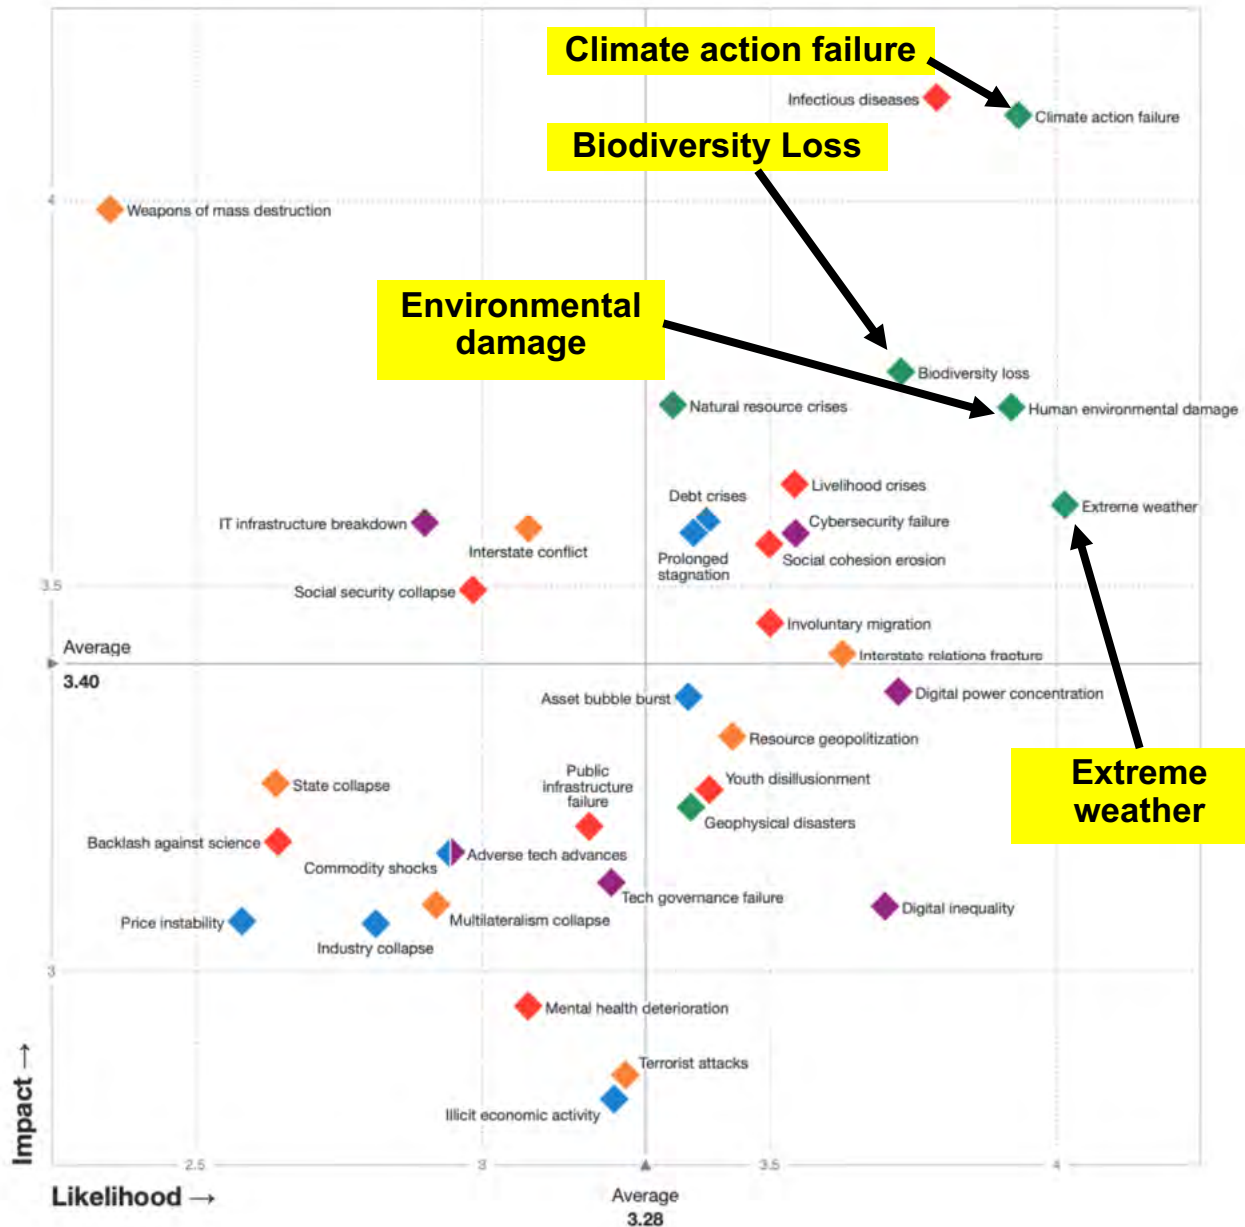 Climate action failure
Infectious diseases
Climate action failure
Biodiversity Loss
4
Weapons of mass destruction
Environmental
damage
Biodiversity loss
Natural resource crises
Human environmental damage
Livelihood crises
Debt crises
Extreme weather
IT infrastructure breakdown
Cybersecurity failure
Interstate conflict
Prolonged
stagnation
Social cohesion erosion
3.5
Social security collapse
Involuntary migration
Average
Interstate relations fracture
3.40
Digital power concentration
Asset bubble burst
Resource geopolitization
Extreme
weather
Public
infrastructure
failure
Youth disillusionment
State collapse
Geophysical disasters
Backlash against science
Commodity shocks
Adverse tech advances
Tech governance failure
Digital inequality
Price instability
Multilateralism collapse
Industry collapse
3
Mental health deterioration
Terrorist attacks
Illicit economic activity
Impact →
2.5
3
3.5
4
Likelihood →
Average
3.28